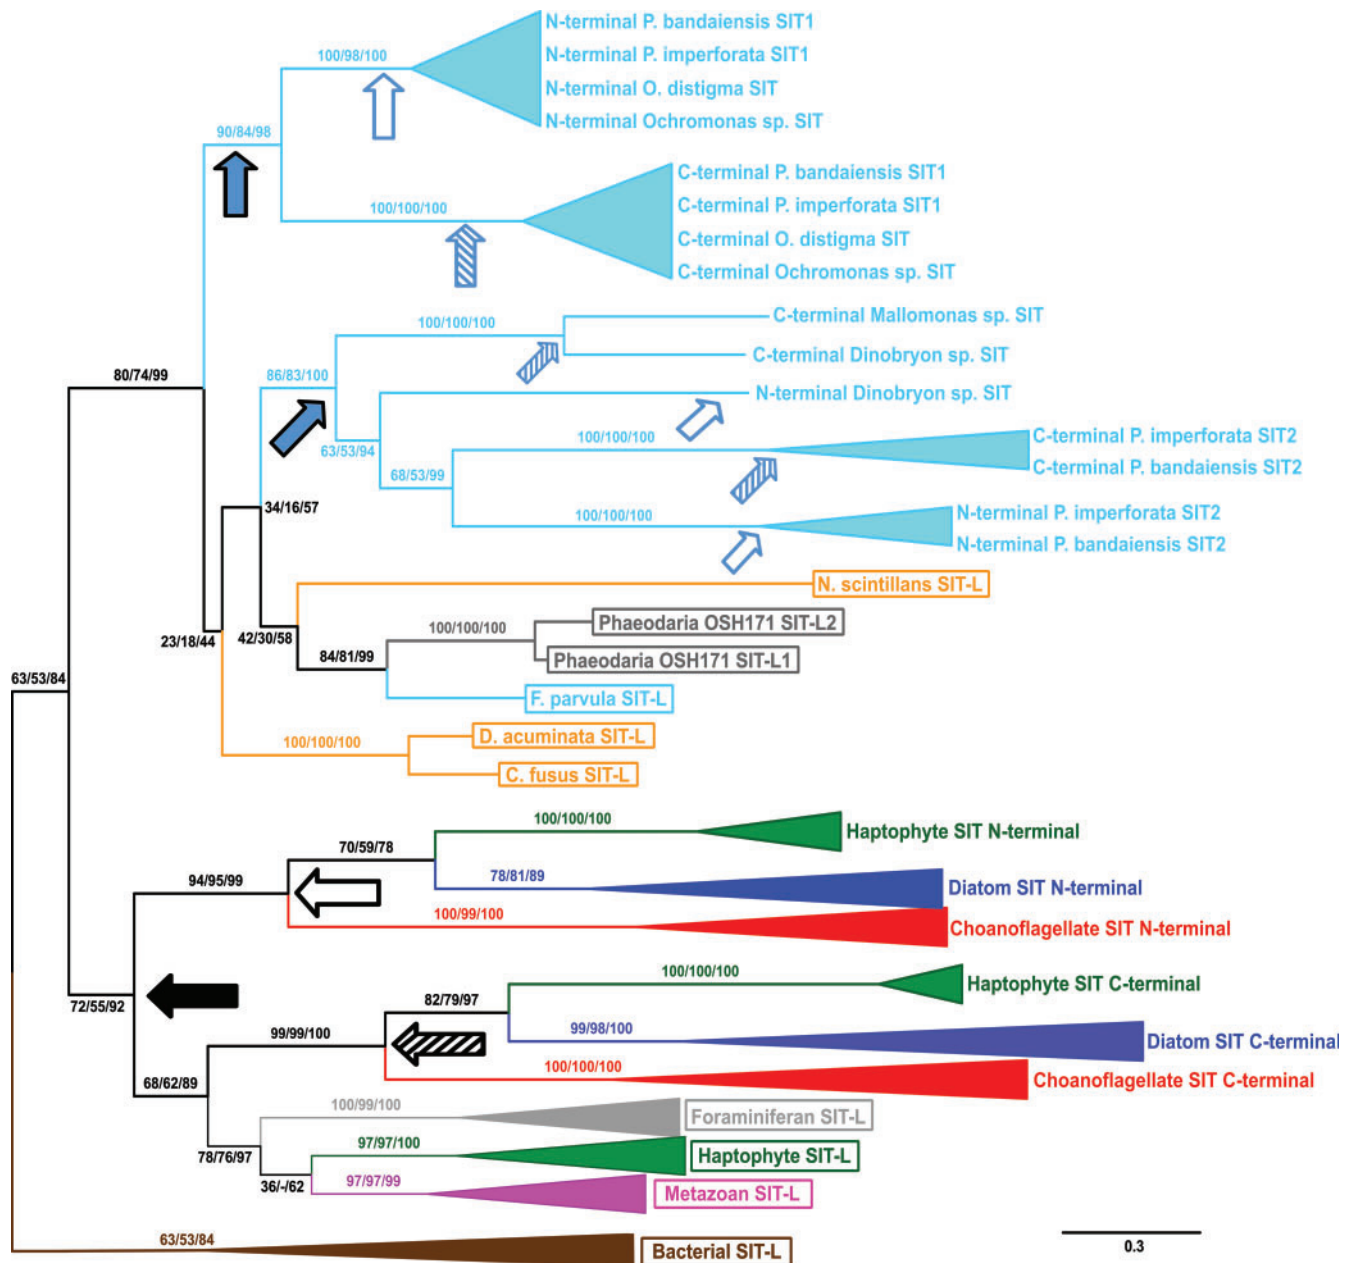 N-terminal P. bandaiensis SIT1
100/98/100
N-terminal P. imperforata SIT1
N-terminal O. distigma SIT
N-terminal Ochromonas sp. SIT
90/84/98
C-terminal P. bandaiensis SIT1
100/100/100
C-terminal P. imperforata SIT1
C-terminal O. distigma SIT
C-terminal Ochromonas sp. SIT
100/100/100
C-terminal Mallomonas sp. SIT
C-terminal Dinobryon sp. SIT
80/74/99
86/83/100
N-terminal Dinobryon sp. SIT
63/53/94
100/100/100
C-terminal P. imperforata SIT2
C-terminal P. bandaiensis SIT2
68/53/99
34/16/57
100/100/100
N-terminal P. imperforata SIT2
N-terminal P. bandaiensis SIT2
N. scintillans SIT-L
23/18/44
42/30/58
100/100/100
Phaeodaria OSH171 SIT-L2
84/81/99
Phaeodaria OSH171 SIT-L1
63/53/84
F. parvula SIT-L
100/100/100
D. acuminata SIT-L
C. fusus SIT-L
100/100/100
Haptophyte SIT N-terminal
70/59/78
94/95/99
78/81/89
Diatom SIT N-terminal
100/99/100
Choanoflagellate SIT N-terminal
72/55/92
100/100/100
Haptophyte SIT C-terminal
82/79/97
99/99/100
99/98/100
Diatom SIT C-terminal
100/100/100
Choanoflagellate SIT C-terminal
68/62/89
100/99/100
Foraminiferan SIT-L
78/76/97
97/97/100
Haptophyte SIT-L
36/-/62
97/97/99
Metazoan SIT-L
63/53/84
Bacterial SIT-L
0.3